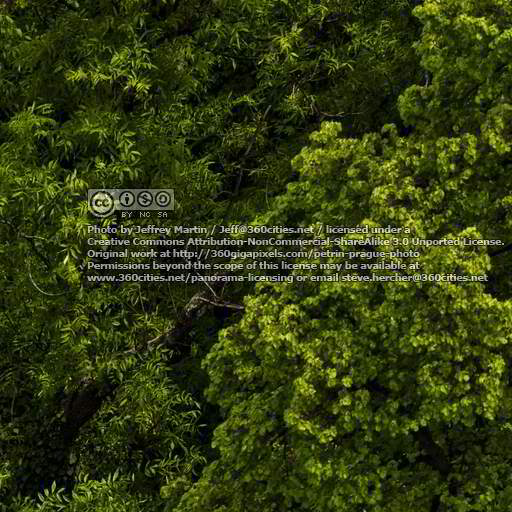 BY NC SA
Photo by Jeffrey Martin / Jeff@360cities.net / licensed under a
Creative Commons Attribution-NonCommercial-ShareAlike 3.0 Unported License.
Original work at http://360gigapixels.com/petrin-prague-photo
Permissions beyond the scope of this license may be available at
www.360cities.net/panorama-licensing or email steve.hercher@360cities.net